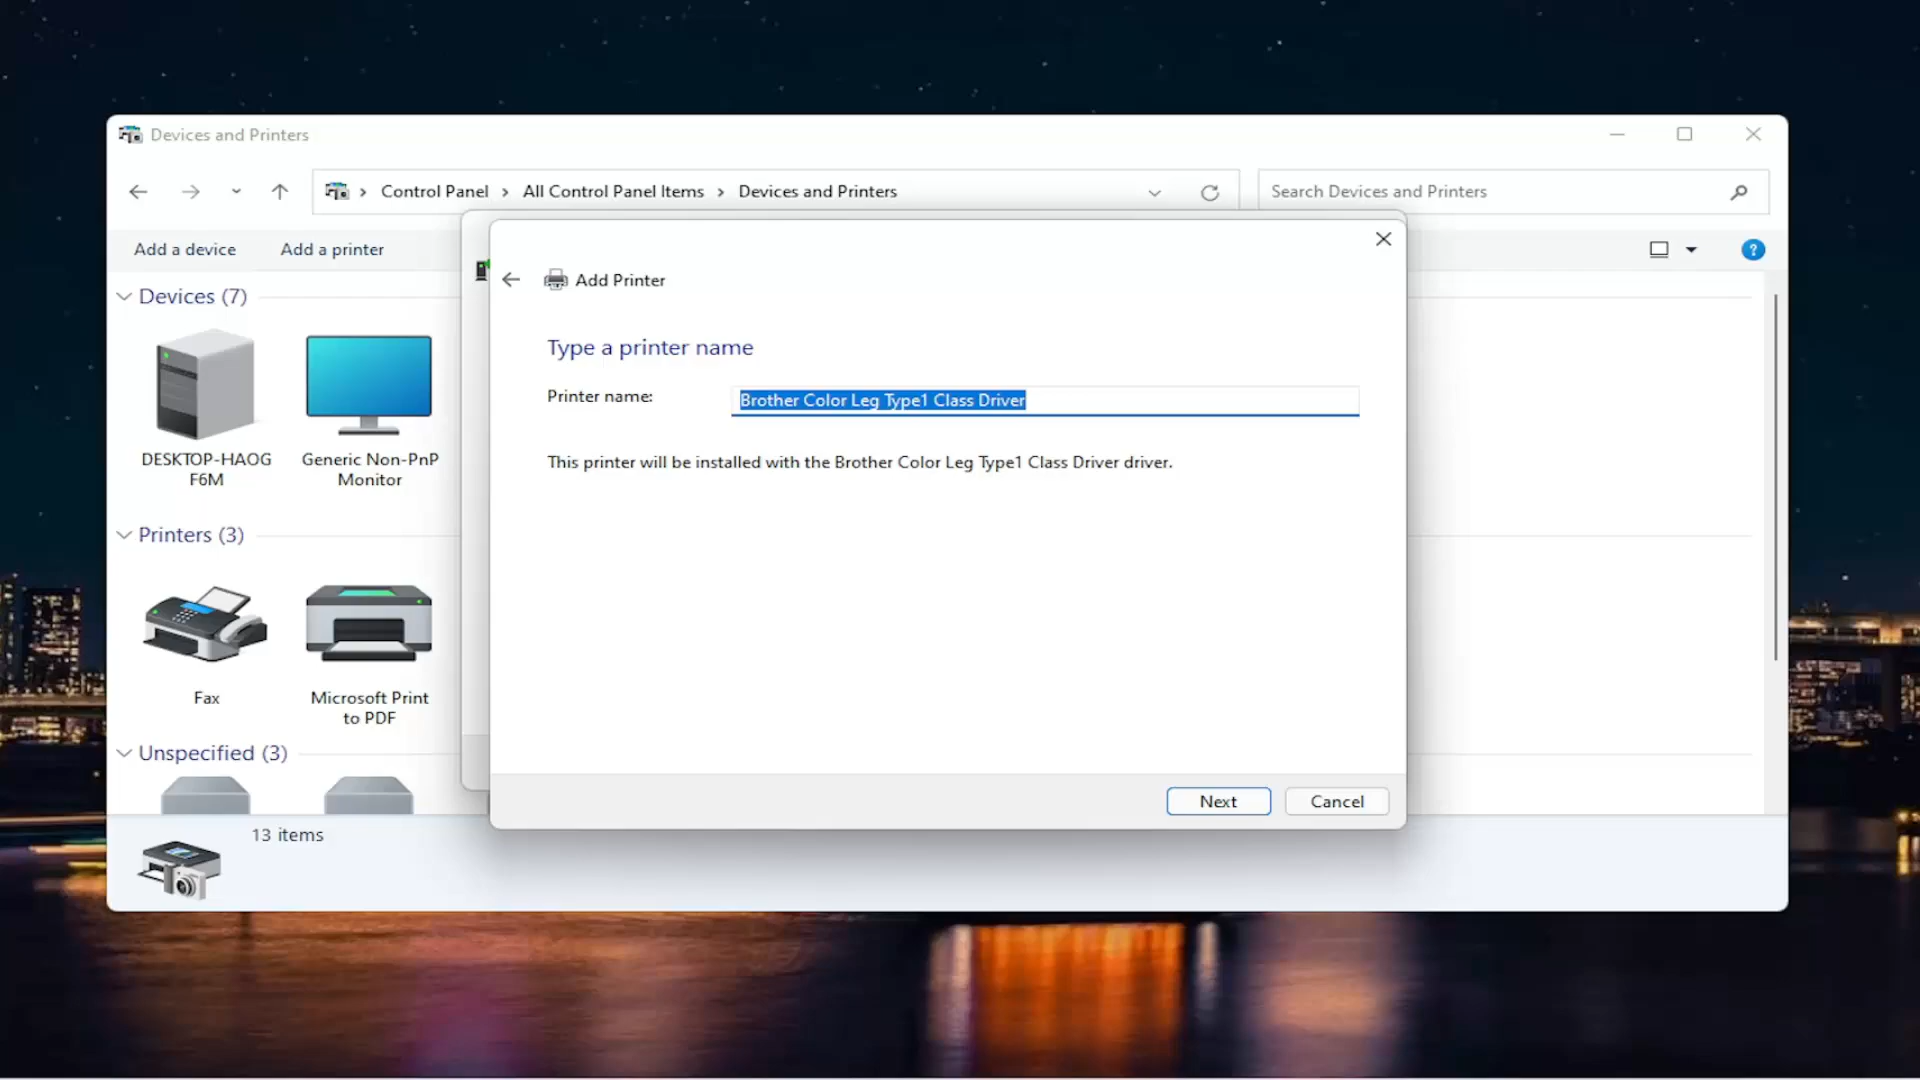 Devices and Printers
Control Panel
All Control Panel Items
Devices and Printers
Search Devices and Printers
Add a device
Add a printer
?
Devices (7)
DESKTOP-HAOG
F6M
Generic Non-PnP
Monitor
Printers (3)
Fax
Microsoft Print
to PDF
Unspecified (3)
13 items
Add Printer
Type a printer name
Printer name:
Brother Color Leg Type1 Class Driver
This printer will be installed with the Brother Color Leg Type1 Class Driver driver.
Next
Cancel